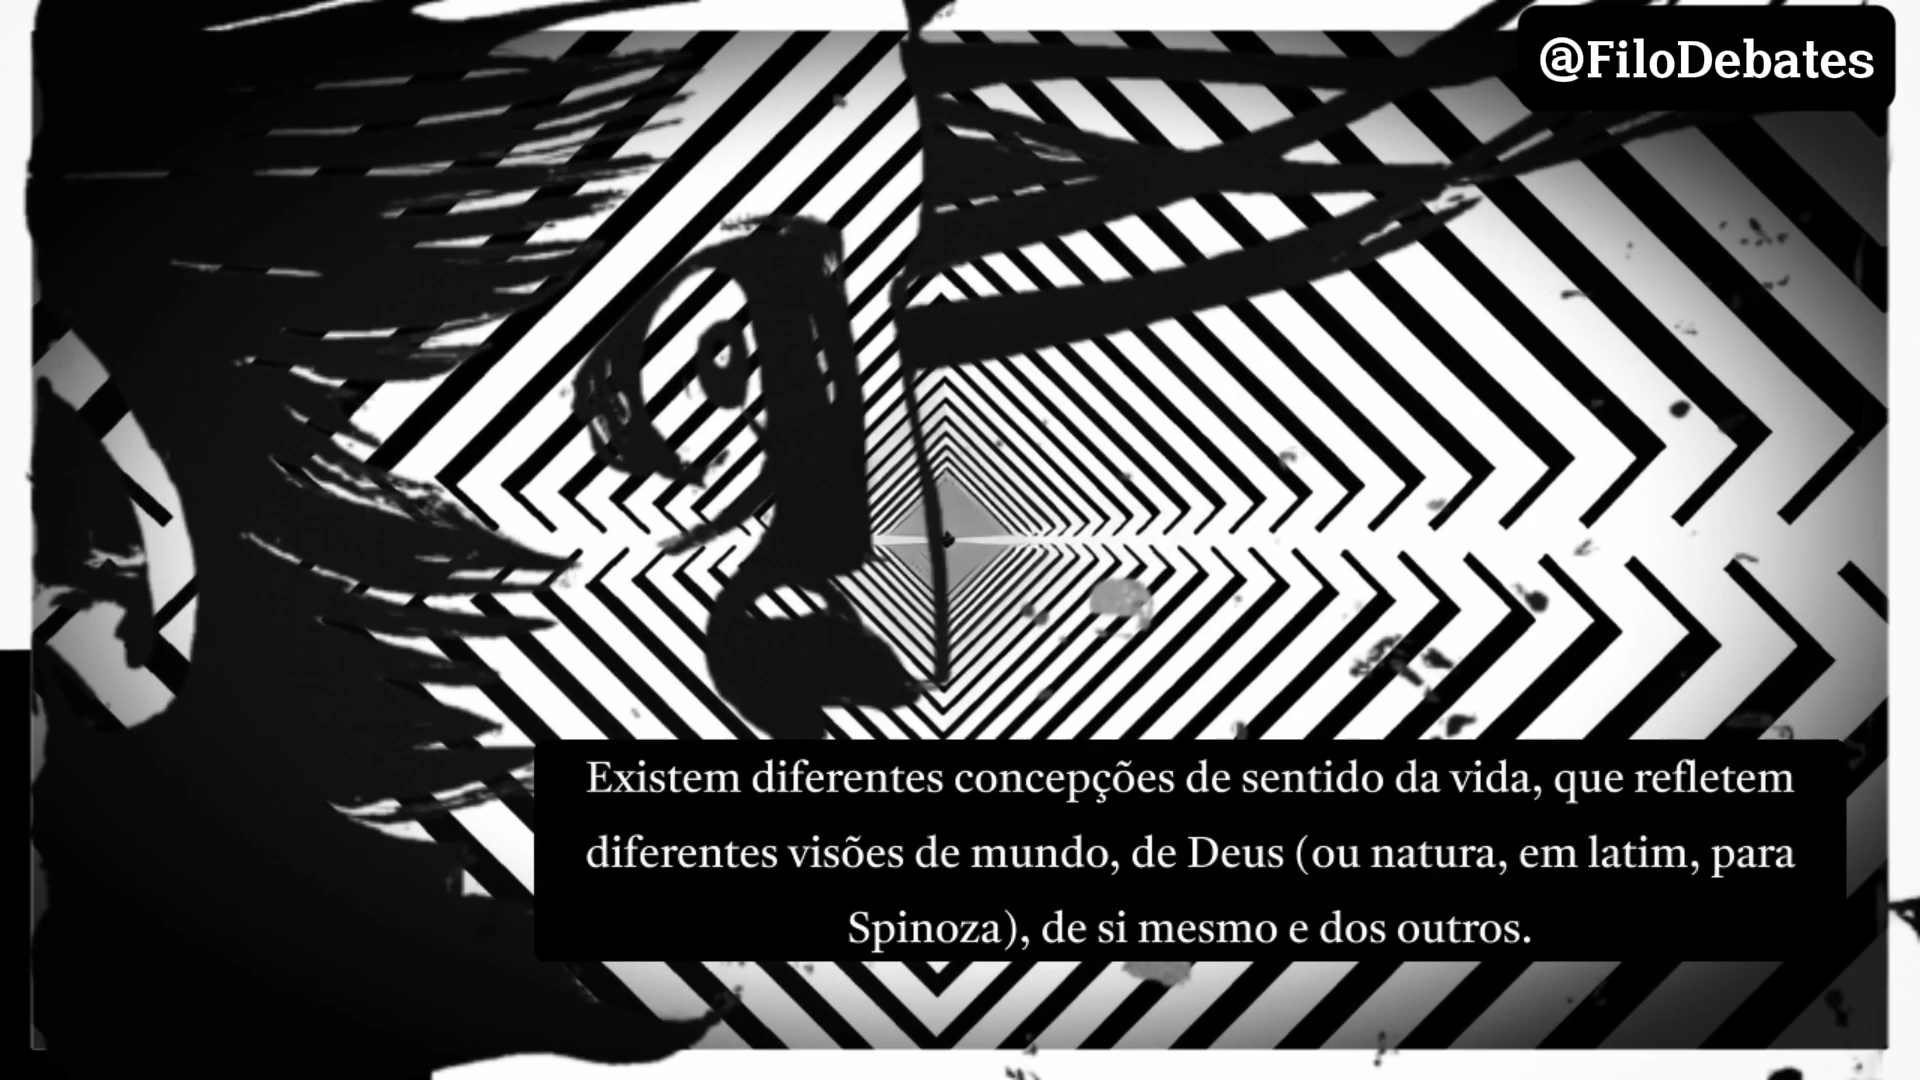 @FiloDebates
Existem diferentes concepções de sentido da vida, que refletem
diferentes visões de mundo, de Deus (ou natura, em latim, para
Spinoza), de si mesmo e dos outros.